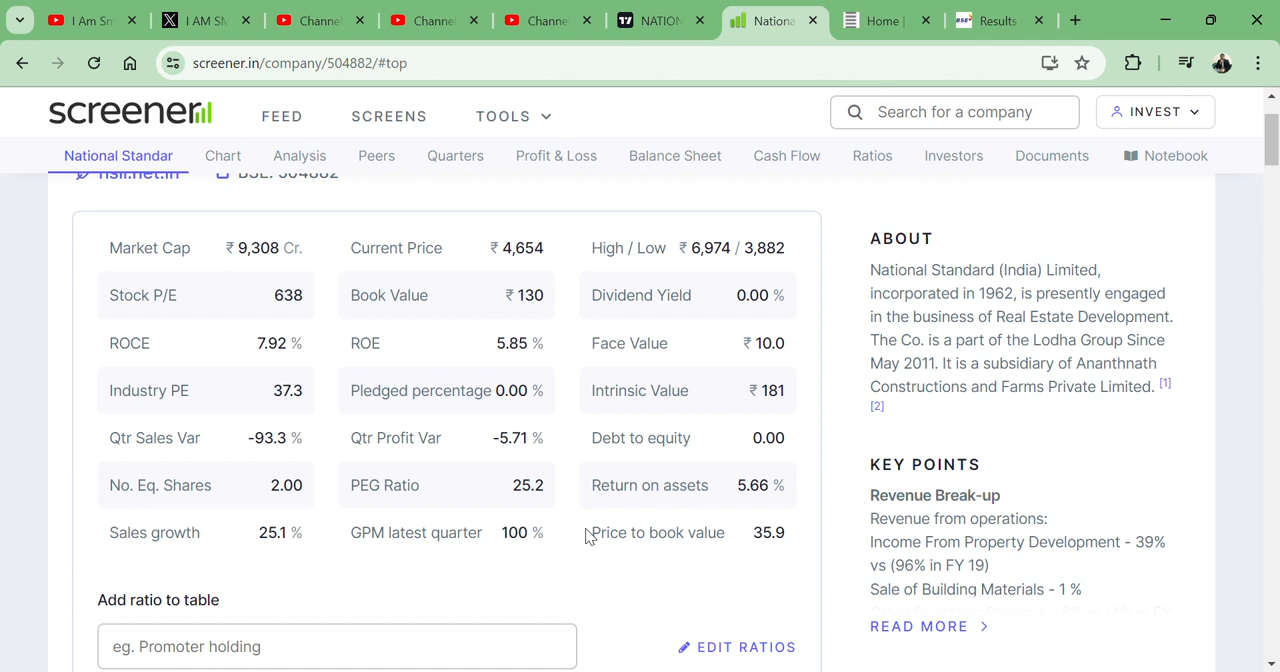 I Am Sm
I AM SM
Channel
Channel
Channel
NATION
Nationa
Home |
Results
screener.in/company/504882/#top
screener
FEED
SCREENS
TOOLS
Search for a company
INVEST
National Standar
Chart
Analysis
Peers
Quarters
Profit & Loss
Balance Sheet
Cash Flow
Ratios
Investors
Documents
Notebook
nsil.net.in
BSE: 504882
Market Cap ₹ 9,308 Cr.
Current Price ₹ 4,654
High / Low ₹ 6,974 / 3,882
Stock P/E 638
Book Value ₹ 130
Dividend Yield 0.00 %
ROCE 7.92 %
ROE 5.85 %
Face Value ₹ 10.0
Industry PE 37.3
Pledged percentage 0.00 %
Intrinsic Value ₹ 181
Qtr Sales Var -93.3 %
Qtr Profit Var -5.71 %
Debt to equity 0.00
No. Eq. Shares 2.00
PEG Ratio 25.2
Return on assets 5.66 %
Sales growth 25.1 %
GPM latest quarter 100 %
Price to book value 35.9
Add ratio to table
eg. Promoter holding
EDIT RATIOS
ABOUT
National Standard (India) Limited,
incorporated in 1962, is presently engaged
in the business of Real Estate Development.
The Co. is a part of the Lodha Group Since
May 2011. It is a subsidiary of Ananthnath
Constructions and Farms Private Limited. [1]
[2]
KEY POINTS
Revenue Break-up
Revenue from operations:
Income From Property Development - 39%
vs (96% in FY 19)
Sale of Building Materials - 1 %
READ MORE